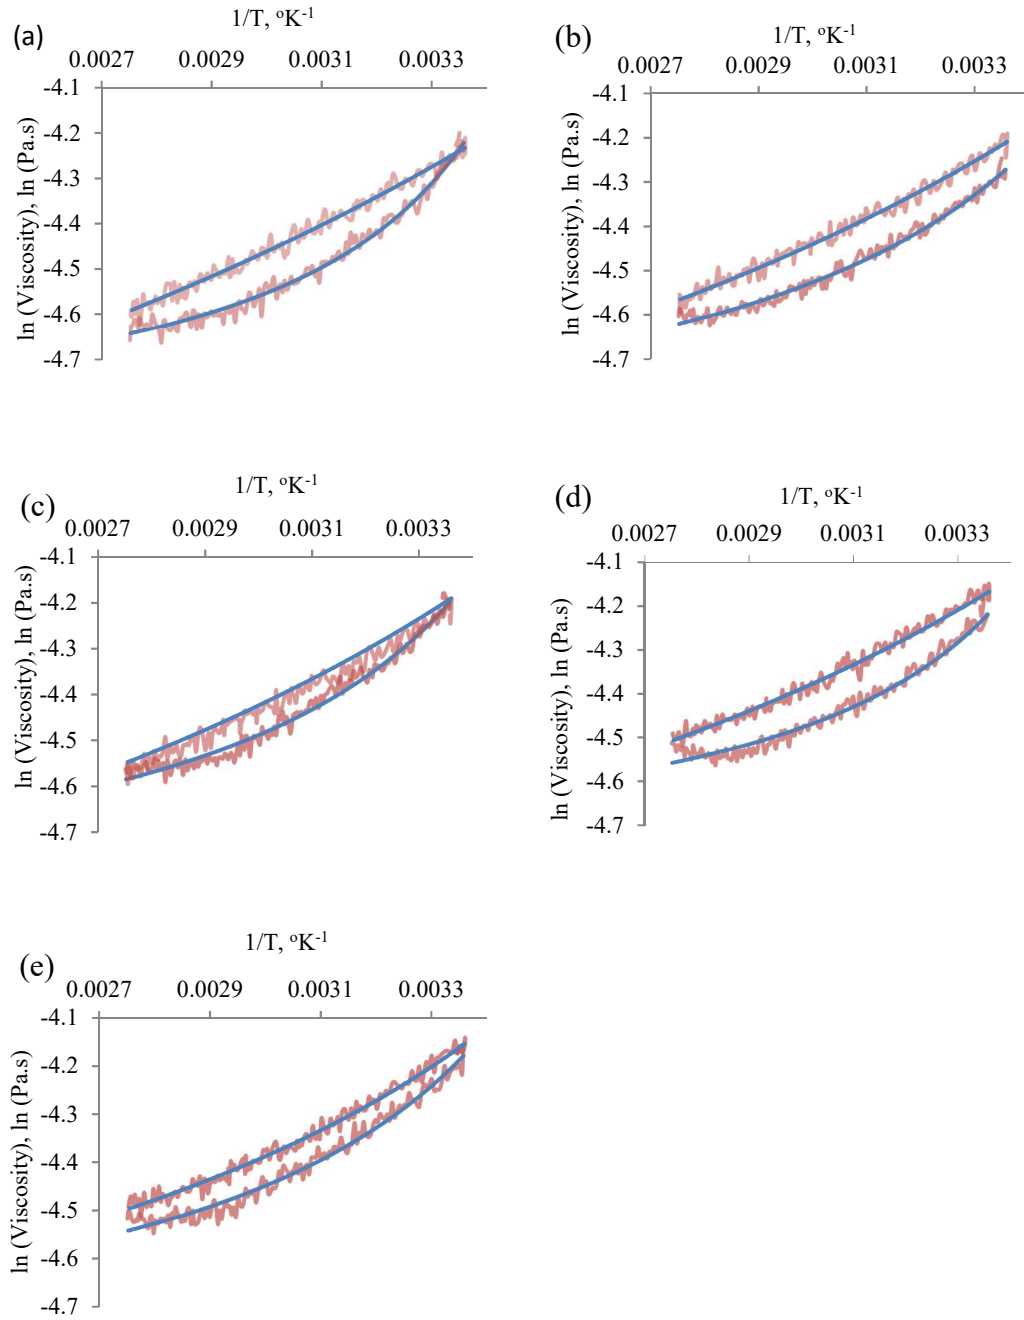 (a)
1/T, ᵒK⁻¹
0.0027 0.0029 0.0031 0.0033
-4.1
-4.2
-4.3
-4.4
-4.5
-4.6
-4.7
ln (Viscosity), ln (Pa.s)
(b)
1/T, ᵒK⁻¹
0.0027 0.0029 0.0031 0.0033
-4.1
-4.2
-4.3
-4.4
-4.5
-4.6
-4.7
ln (Viscosity), ln (Pa.s)
(c)
1/T, ᵒK⁻¹
0.0027 0.0029 0.0031 0.0033
-4.1
-4.2
-4.3
-4.4
-4.5
-4.6
-4.7
ln (Viscosity), ln (Pa.s)
(d)
1/T, ᵒK⁻¹
0.0027 0.0029 0.0031 0.0033
-4.1
-4.2
-4.3
-4.4
-4.5
-4.6
-4.7
ln (Viscosity), ln (Pa.s)
(e)
1/T, ᵒK⁻¹
0.0027 0.0029 0.0031 0.0033
-4.1
-4.2
-4.3
-4.4
-4.5
-4.6
-4.7
ln (Viscosity), ln (Pa.s)